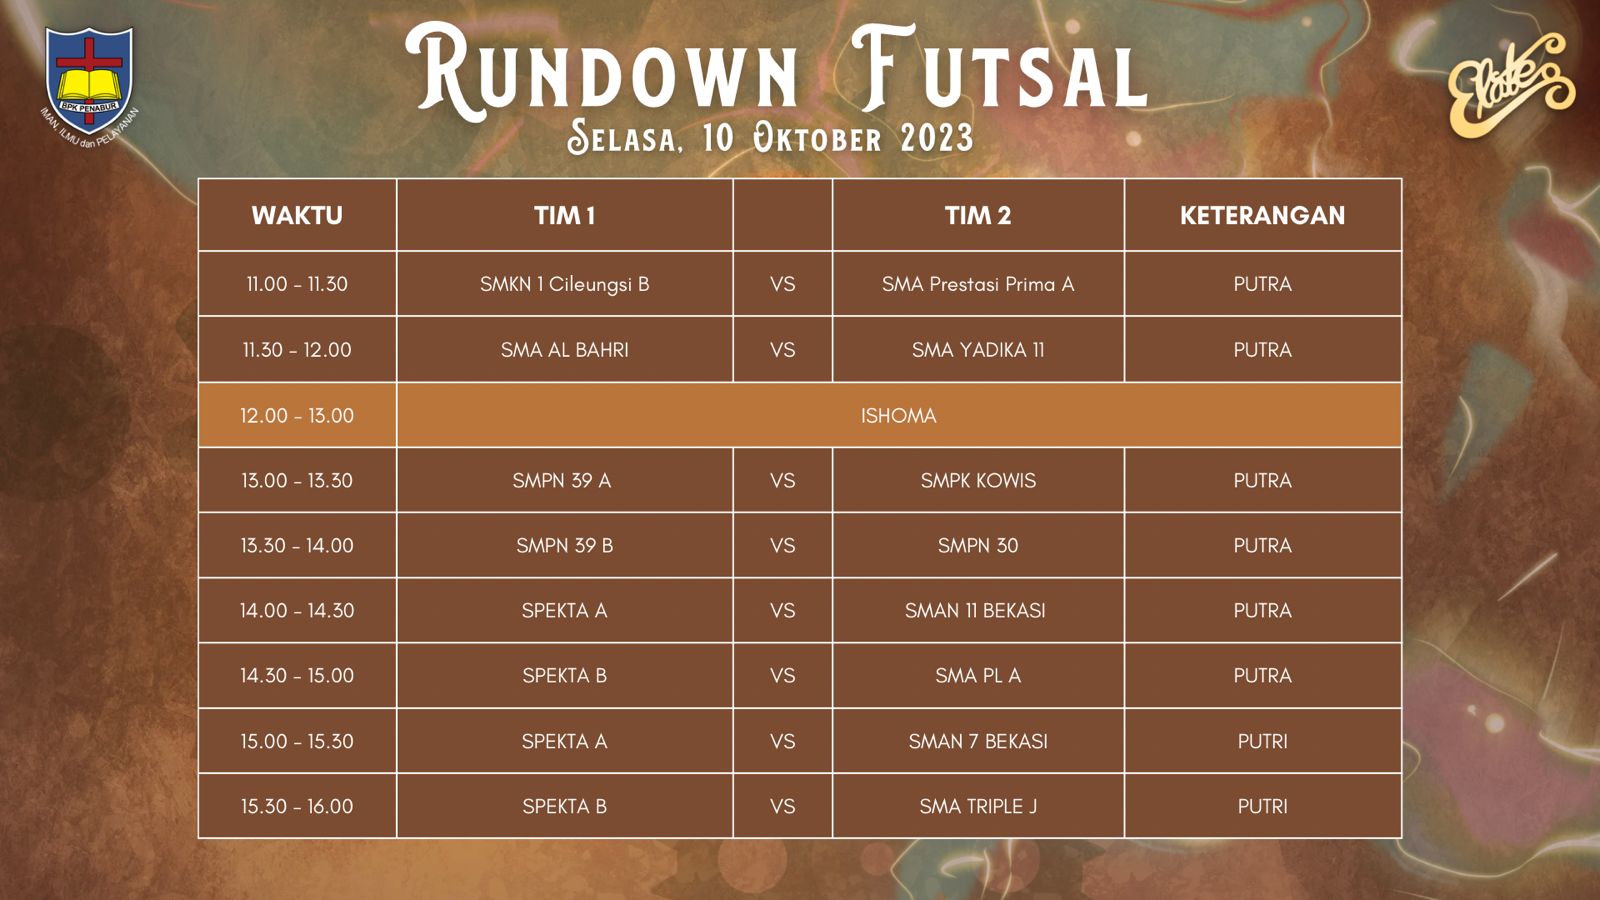 BPK PENABUR
IMAN, ILMU dan PELAYANAN
RUNDOWN FUTSAL
SELASA, 10 OKTOBER 2023
WAKTU TIM 1 TIM 2 KETERANGAN
11.00 - 11.30 SMKN 1 Cileungsi B VS SMA Prestasi Prima A PUTRA
11.30 - 12.00 SMA AL BAHRI VS SMA YADIKA 11 PUTRA
12.00 - 13.00 ISHOMA
13.00 - 13.30 SMPN 39 A VS SMPK KOWIS PUTRA
13.30 - 14.00 SMPN 39 B VS SMPN 30 PUTRA
14.00 - 14.30 SPEKTA A VS SMAN 11 BEKASI PUTRA
14.30 - 15.00 SPEKTA B VS SMA PL A PUTRA
15.00 - 15.30 SPEKTA A VS SMAN 7 BEKASI PUTRI
15.30 - 16.00 SPEKTA B VS SMA TRIPLE J PUTRI